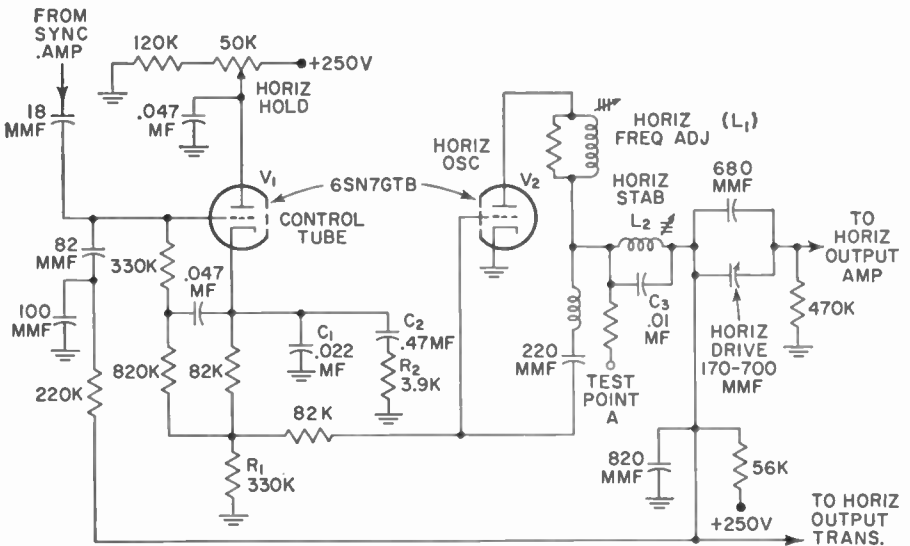 FROM
SYNC
.AMP
120K
50K
+250V
HORIZ
HOLD
18
MMF
.047
MF
V1
6SN7GTB
CONTROL
TUBE
HORIZ
OSC
V2
HORIZ
FREQ ADJ (L1)
HORIZ
STAB
L2
680
MMF
TO
HORIZ
OUTPUT
AMP
82
MMF
330K
.047
MF
100
MMF
820K
82K
C1
.022
MF
C2
.47MF
R2
3.9K
220K
82K
R1
330K
220
MMF
TEST
POINT
A
C3
.01
MF
HORIZ
DRIVE
170-700
MMF
470K
820
MMF
56K
+250V
TO HORIZ
OUTPUT
TRANS.